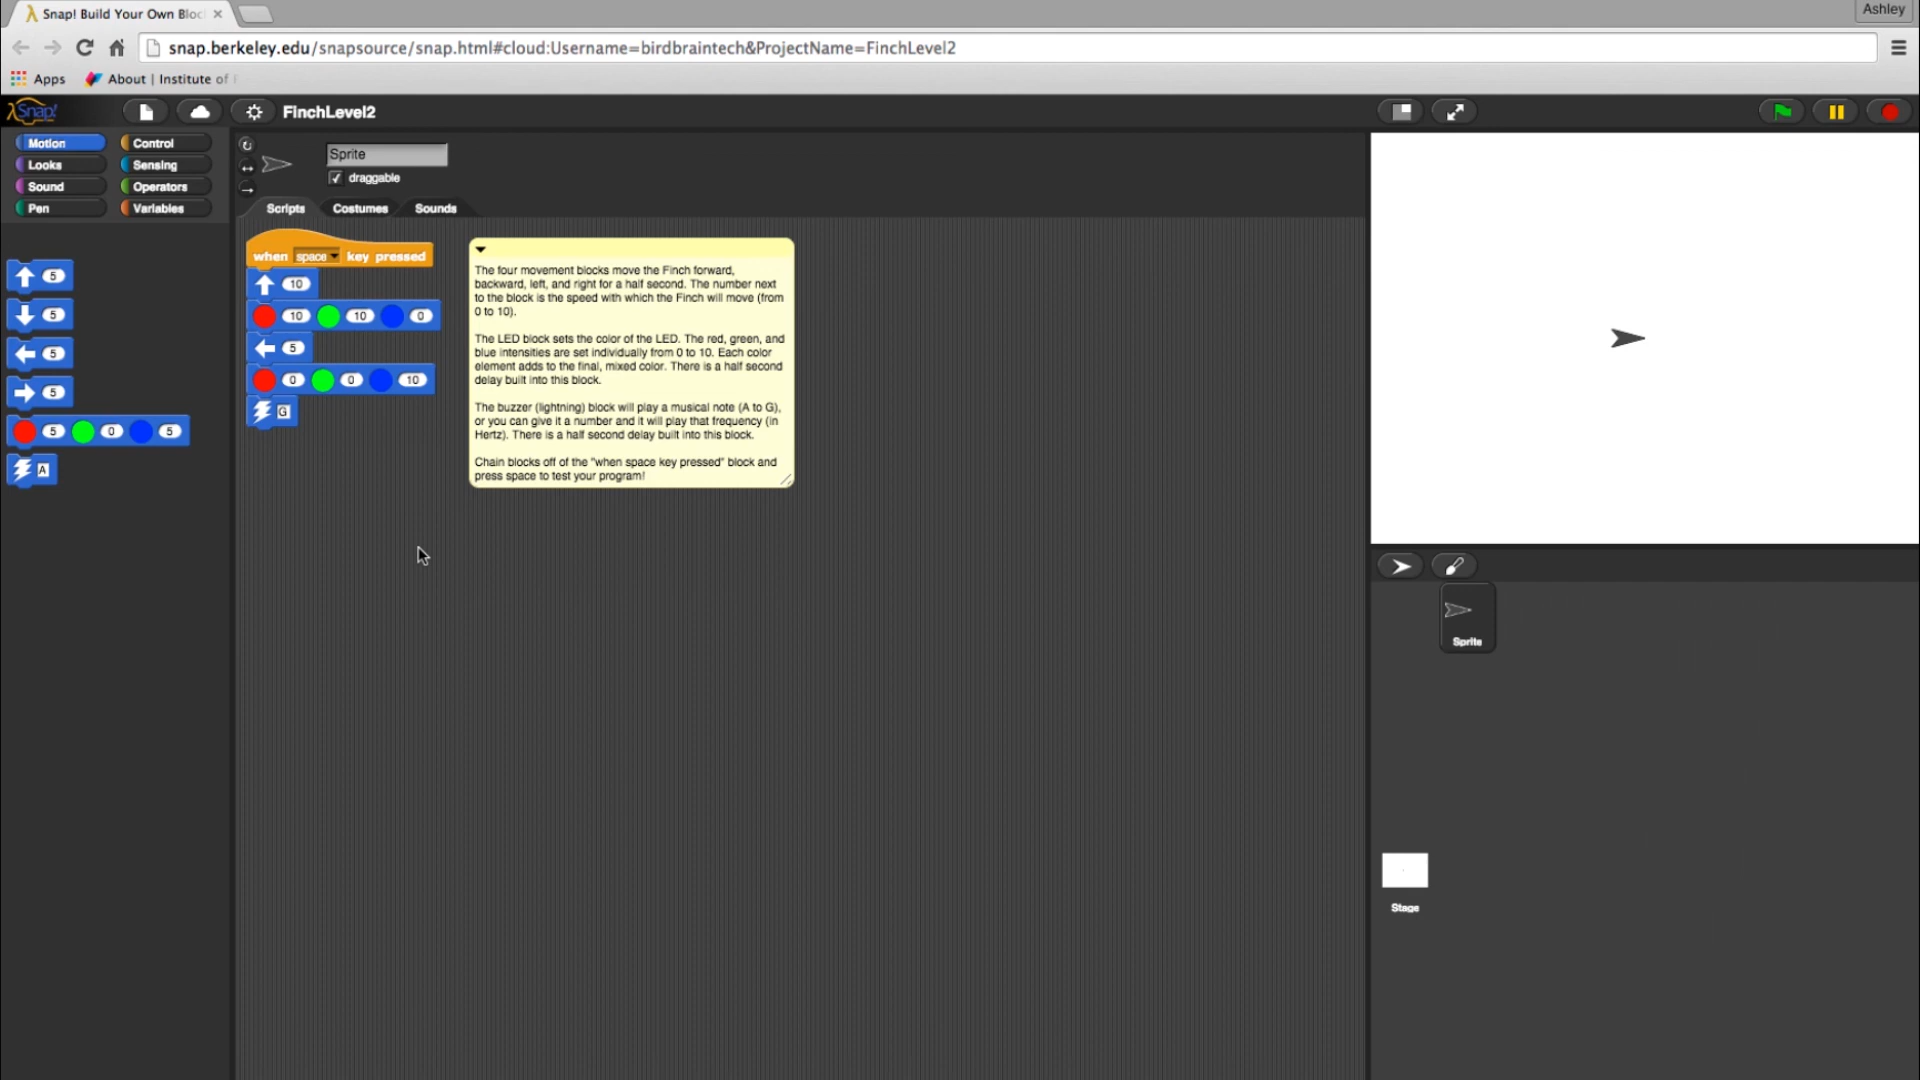 Snap! Build Your Own Bloc
Ashley
snap.berkeley.edu/snapsource/snap.html#cloud:Username=birdbraintech&ProjectName=FinchLevel2
Apps
About | Institute of
Snap!
FinchLevel2
Motion
Control
Looks
Sensing
Sound
Operators
Pen
Variables
Sprite
draggable
Scripts
Costumes
Sounds
5
5
5
5
5 0 5
A
when space key pressed
10
10 10 0
5
0 0 10
G
The four movement blocks move the Finch forward,
backward, left, and right for a half second. The number next
to the block is the speed with which the Finch will move (from
0 to 10).
The LED block sets the color of the LED. The red, green, and
blue intensities are set individually from 0 to 10. Each color
element adds to the final, mixed color. There is a half second
delay built into this block.
The buzzer (lightning) block will play a musical note (A to G),
or you can give it a number and it will play that frequency (in
Hertz). There is a half second delay built into this block.
Chain blocks off of the "when space key pressed" block and
press space to test your program!
Sprite
Stage